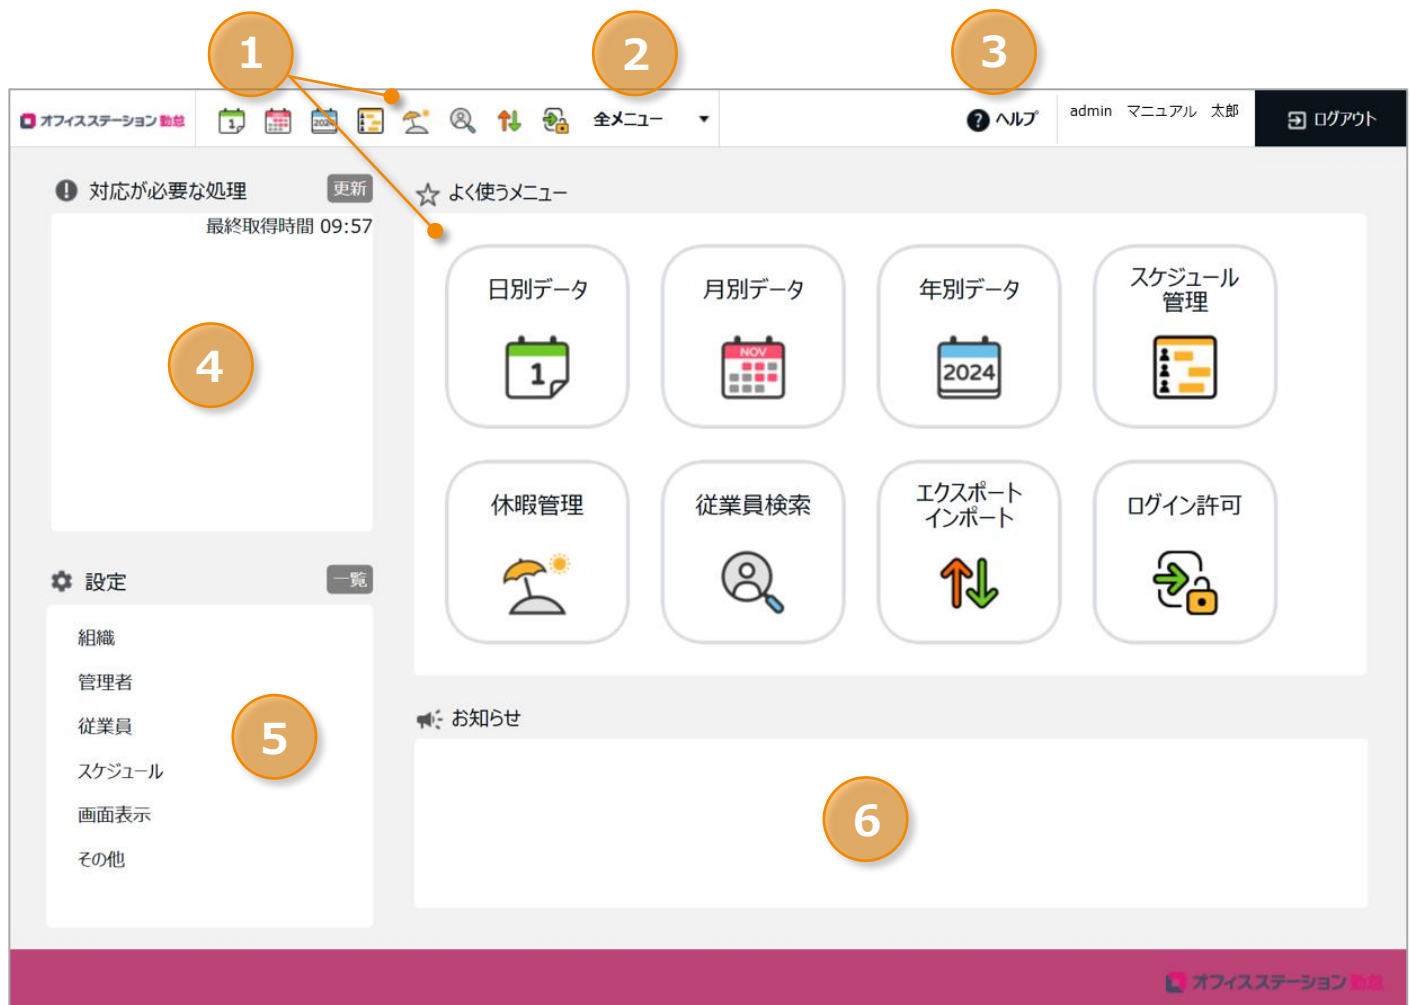 1
2
3
オフィスステーション 勤怠
1
2024
全メニュー
? ヘルプ
admin マニュアル 太郎
ログアウト
! 対応が必要な処理
更新
最終取得時間 09:57
4
よく使うメニュー
日別データ
1
月別データ
NOV
年別データ
2024
スケジュール
管理
休暇管理
従業員検索
エクスポート
インポート
ログイン許可
設定
一覧
組織
管理者
従業員
スケジュール
画面表示
その他
5
お知らせ
6
オフィスステーション 勤怠